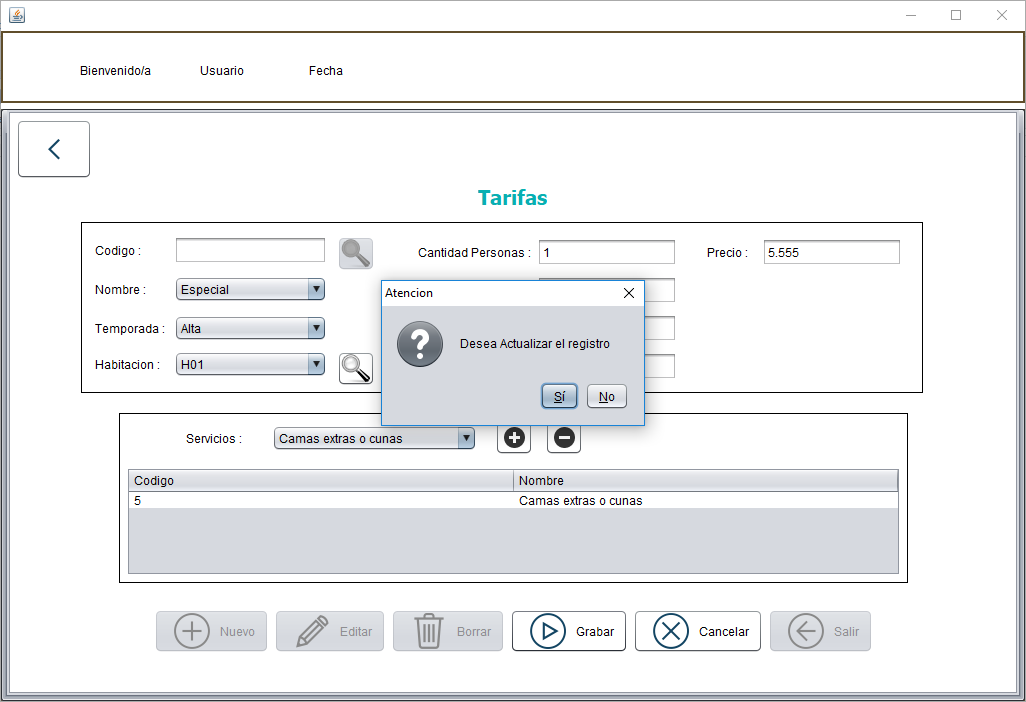 Bienvenido/a Usuario Fecha
Tarifas
Codigo : Cantidad Personas : 1 Precio : 5.555
Nombre : Especial
Temporada : Alta
Habitacion : H01
Atencion
Desea Actualizar el registro
Sí No
Servicios : Camas extras o cunas
Codigo Nombre
5 Camas extras o cunas
Nuevo Editar Borrar Grabar Cancelar Salir